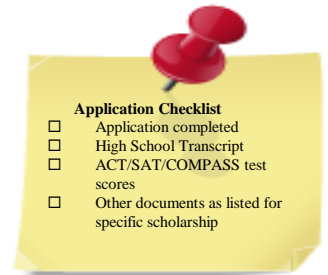 Application Checklist
☐ Application completed
☐ High School Transcript
☐ ACT/SAT/COMPASS test
scores
☐ Other documents as listed for
specific scholarship